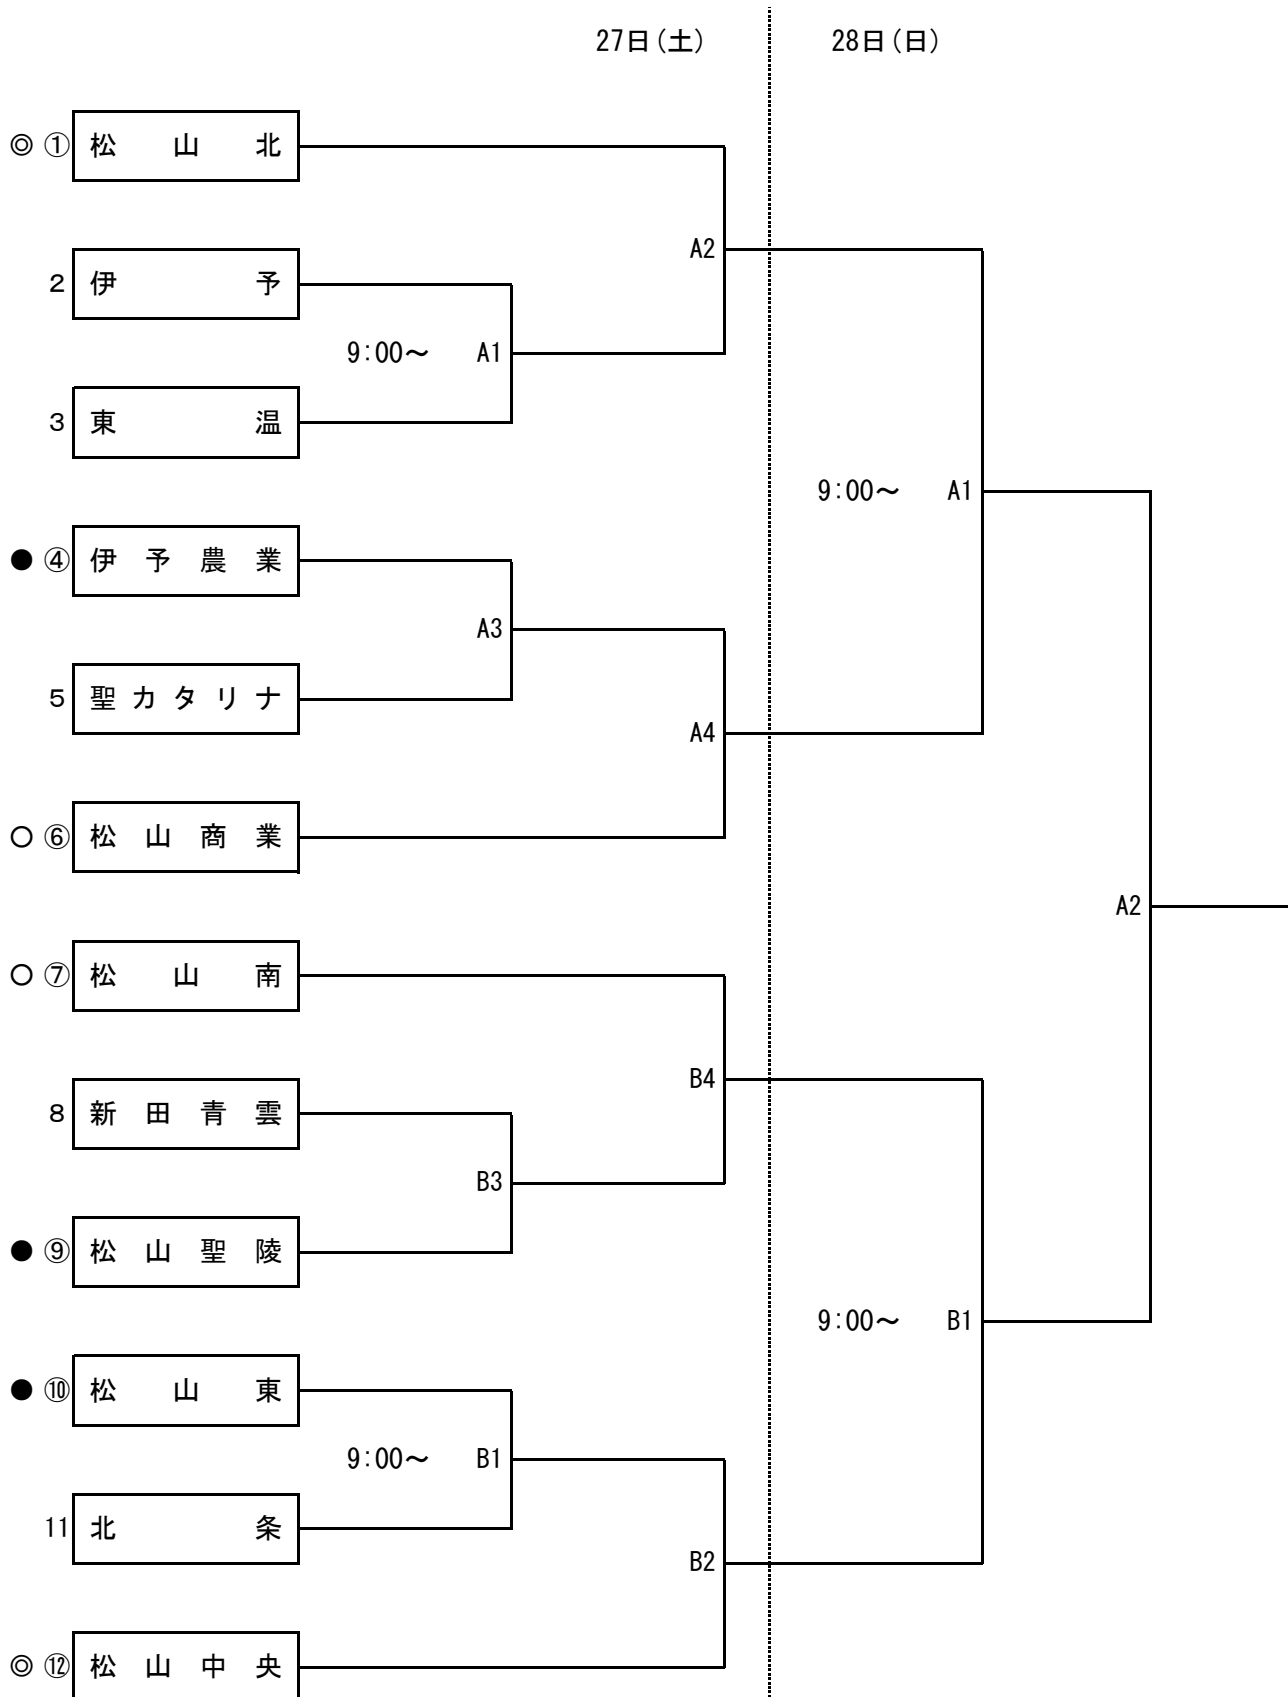 27日(土) 28日(日)
◎ ① 松山北
A2
2 伊予
9:00～ A1
3 東温
9:00～ A1
● ④ 伊予農業
A3
5 聖カタリナ
A4
○ ⑥ 松山商業
A2
○ ⑦ 松山南
B4
8 新田青雲
B3
● ⑨ 松山聖陵
9:00～ B1
● ⑩ 松山東
9:00～ B1
11 北条
B2
◎ ⑫ 松山中央